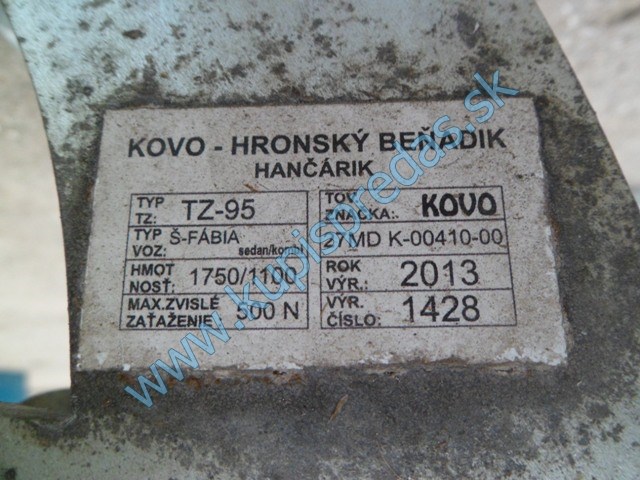 KOVO - HRONSKÝ BEŇADIK
HANČÁRIK
TYP TZ: TZ-95 TOV. ZNAČKA: KOVO
TYP VOZ: Š-FÁBIA sedan/kombi 27MD K-00410-00
HMOT NOSŤ: 1750/1100 ROK VÝR.: 2013
MAX.ZVISLÉ ZAŤAŽENIE 500 N VÝR. ČÍSLO: 1428
www.kupispredas.sk